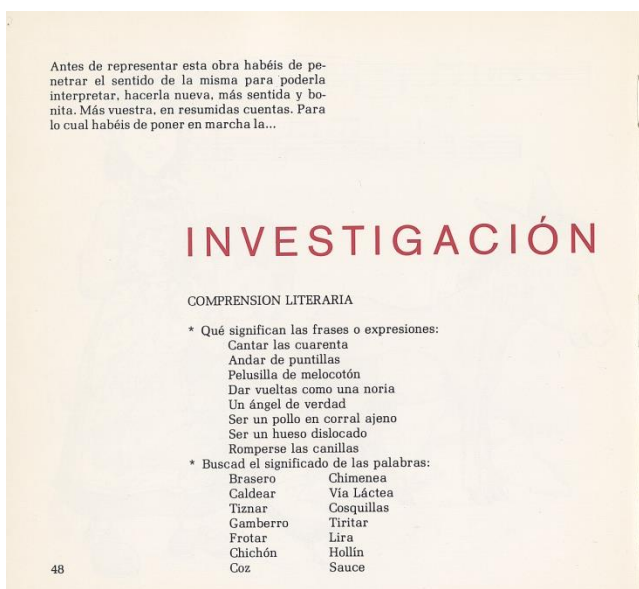 Antes de representar esta obra habéis de pe-
netrar el sentido de la misma para poderla
interpretar, hacerla nueva, más sentida y bo-
nita. Más vuestra, en resumidas cuentas. Para
lo cual habéis de poner en marcha la...
INVESTIGACIÓN
COMPRENSION LITERARIA
* Qué significan las frases o expresiones:
Cantar las cuarenta
Andar de puntillas
Pelusilla de melocotón
Dar vueltas como una noria
Un ángel de verdad
Ser un pollo en corral ajeno
Ser un hueso dislocado
Romperse las canillas
* Buscad el significado de las palabras:
Brasero Chimenea
Caldear Vía Láctea
Tiznar Cosquillas
Gamberro Tiritar
Frotar Lira
Chichón Hollín
Coz Sauce
48